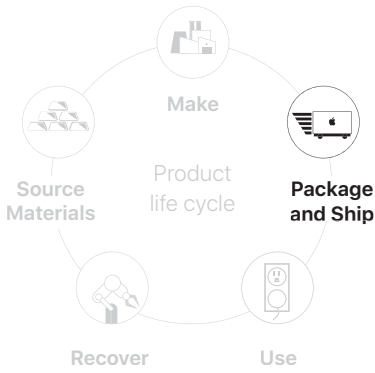 Make
Source
Materials
Product
life cycle
Package
and Ship
Recover
Use